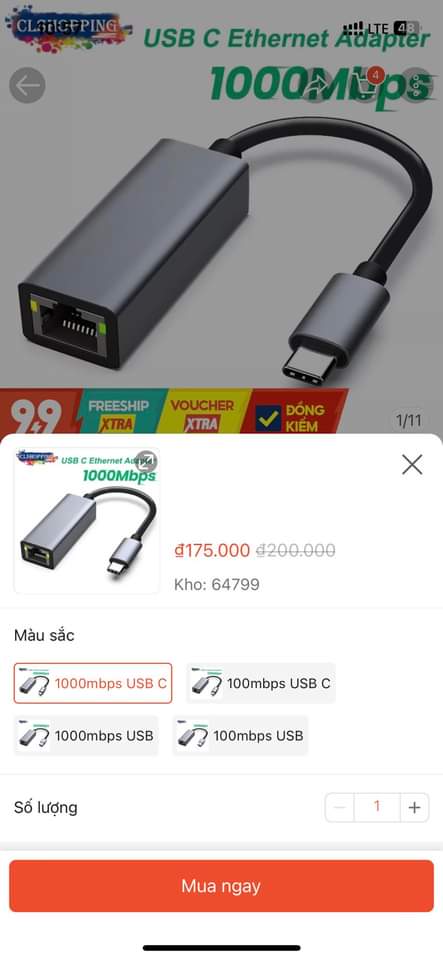 CLSHOPPING
LTE 48
USB C Ethernet Adapter
1000Mbps
4
9.9
FREESHIP
XTRA
VOUCHER
XTRA
ĐỒNG
KIỂM
1/11
CLSHOPPING
USB C Ethernet Adapter
1000Mbps
₫175.000 ₫200.000
Kho: 64799
Màu sắc
1000mbps USB C
100mbps USB C
1000mbps USB
100mbps USB
Số lượng
1
Mua ngay